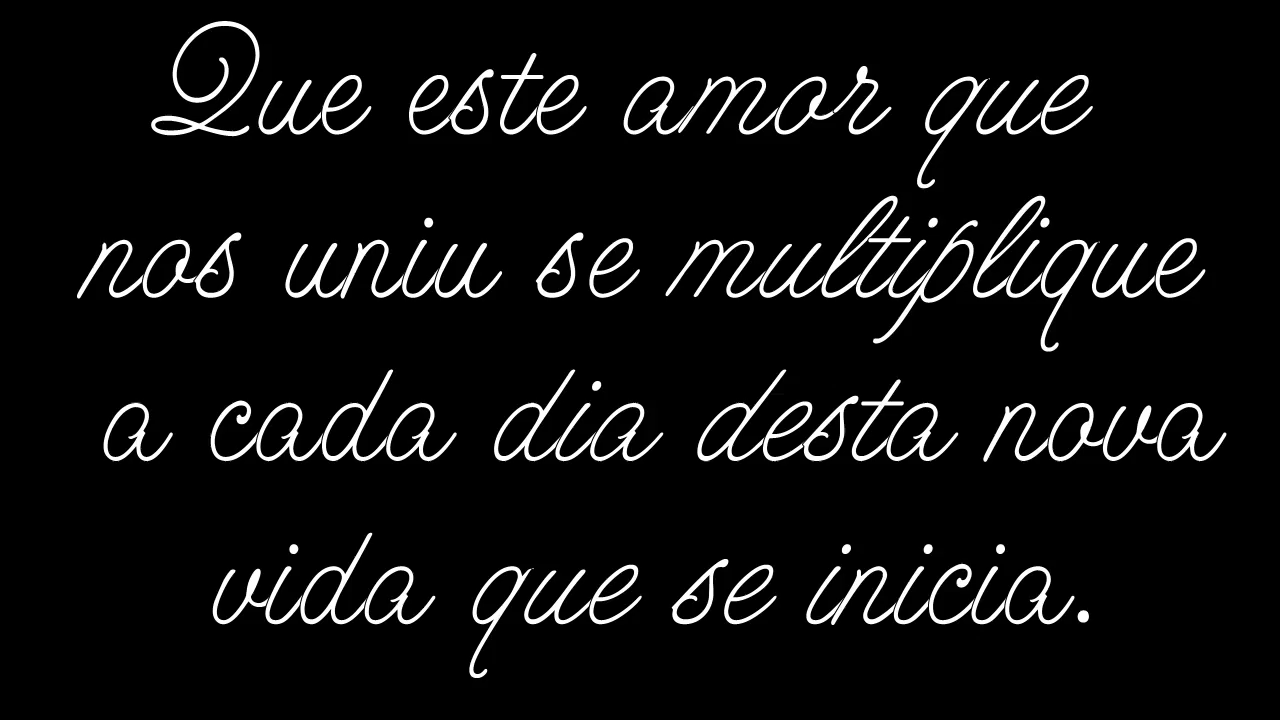 Que este amor que
nos uniu se multiplique
a cada dia desta nova
vida que se inicia.